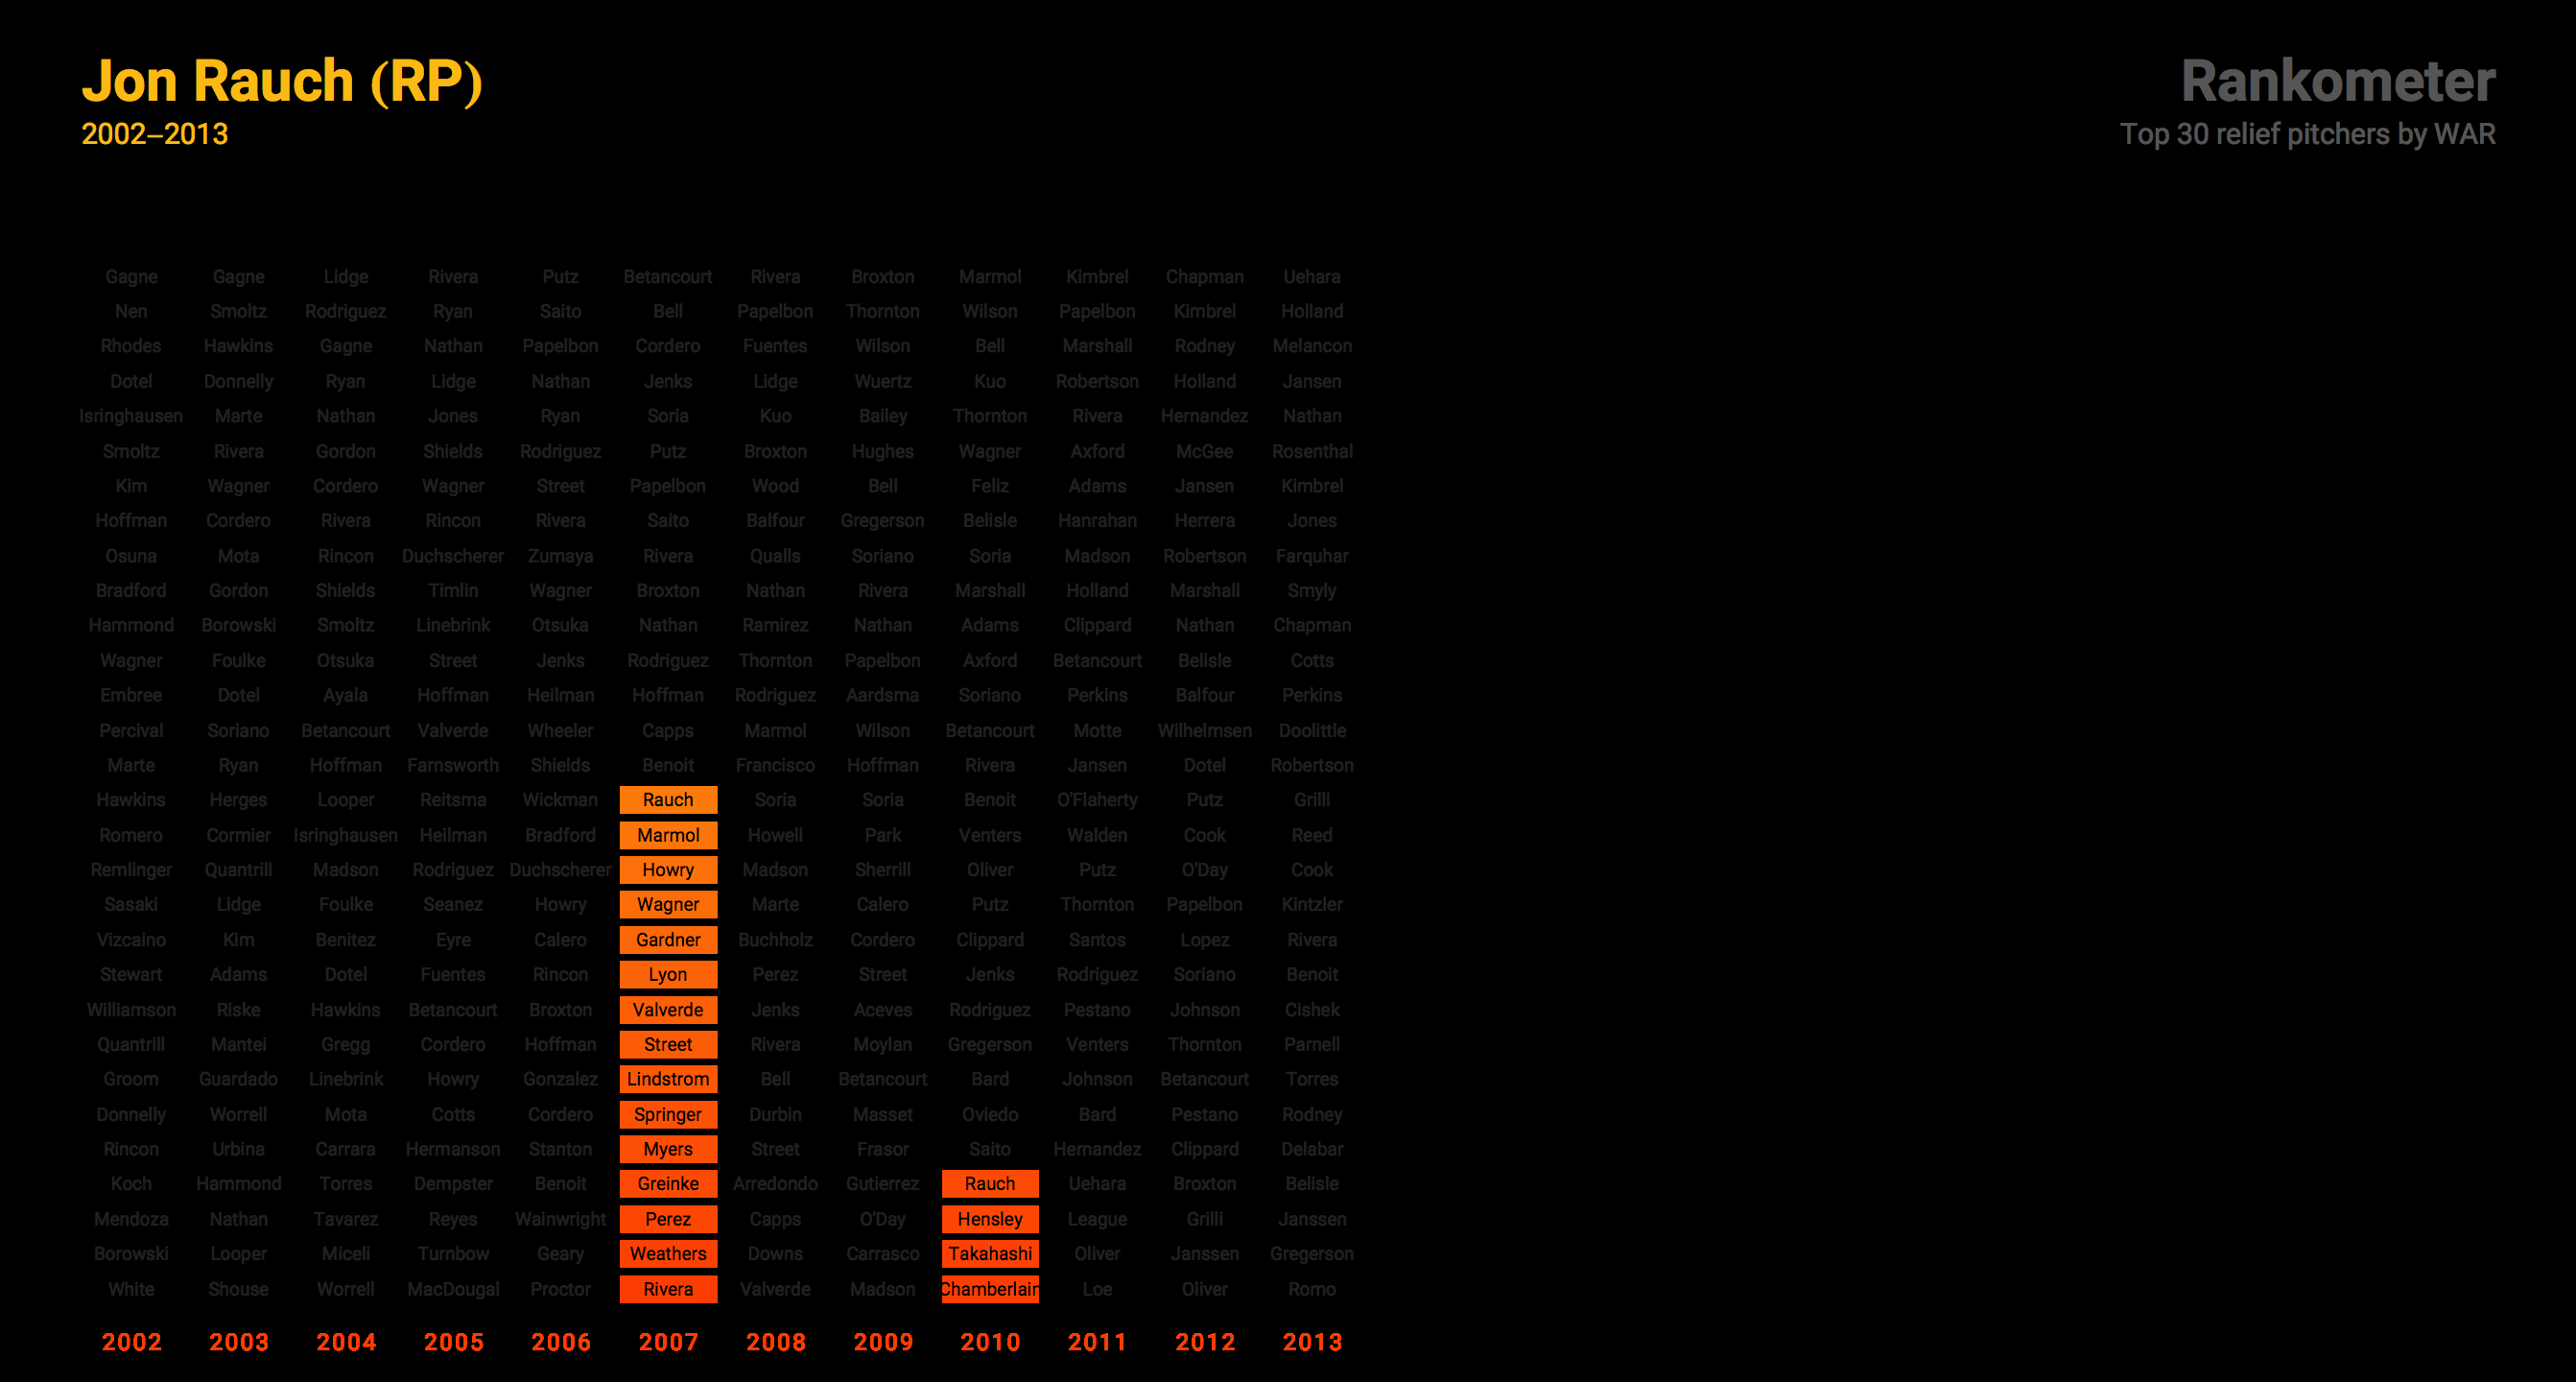 Jon Rauch (RP)
2002–2013
Rankometer
Top 30 relief pitchers by WAR
Gagne Gagne Lidge Rivera Putz Betancourt Rivera Broxton Marmol Kimbrel Chapman Uehara
Nen Smoltz Rodriguez Ryan Saito Bell Papelbon Thornton Wilson Papelbon Kimbrel Holland
Rhodes Hawkins Gagne Nathan Papelbon Cordero Fuentes Wilson Bell Marshall Rodney Melancon
Dotel Donnelly Ryan Lidge Nathan Jenks Lidge Wuertz Kuo Robertson Holland Jansen
Isringhausen Marte Nathan Jones Ryan Soria Kuo Bailey Thornton Rivera Hernandez Nathan
Smoltz Rivera Gordon Shields Rodriguez Putz Broxton Hughes Wagner Axford McGee Rosenthal
Kim Wagner Cordero Wagner Street Papelbon Wood Bell Feliz Adams Jansen Kimbrel
Hoffman Cordero Rivera Rincon Rivera Saito Balfour Gregerson Belisle Hanrahan Herrera Jones
Osuna Mota Rincon Duchscherer Zumaya Rivera Qualls Soriano Soria Madson Robertson Farquhar
Bradford Gordon Shields Timlin Wagner Broxton Nathan Rivera Marshall Holland Marshall Smyly
Hammond Borowski Smoltz Linebrink Otsuka Nathan Ramirez Nathan Adams Clippard Nathan Chapman
Wagner Foulke Otsuka Street Jenks Rodriguez Thornton Papelbon Axford Betancourt Belisle Cotts
Embree Dotel Ayala Hoffman Heilman Hoffman Rodriguez Aardsma Soriano Perkins Balfour Perkins
Percival Soriano Betancourt Valverde Wheeler Capps Marmol Wilson Betancourt Motte Wilhelmsen Doolittle
Marte Ryan Hoffman Farnsworth Shields Benoit Francisco Hoffman Rivera Jansen Dotel Robertson
Hawkins Herges Looper Reitsma Wickman Rauch Soria Soria Benoit O'Flaherty Putz Grilli
Romero Cormier Isringhausen Heilman Bradford Marmol Howell Park Venters Walden Cook Reed
Remlinger Quantrill Madson Rodriguez Duchscherer Howry Madson Sherrill Oliver Putz O'Day Cook
Sasaki Lidge Foulke Seanez Howry Wagner Marte Calero Putz Thornton Papelbon Kintzler
Vizcaino Kim Benitez Eyre Calero Gardner Buchholz Cordero Clippard Santos Lopez Rivera
Stewart Adams Dotel Fuentes Rincon Lyon Perez Street Jenks Rodriguez Soriano Benoit
Williamson Riske Hawkins Betancourt Broxton Valverde Jenks Aceves Rodriguez Pestano Johnson Cishek
Quantrill Mantei Gregg Cordero Hoffman Street Rivera Moylan Gregerson Venters Thornton Parnell
Groom Guardado Linebrink Howry Gonzalez Lindstrom Bell Betancourt Bard Johnson Betancourt Torres
Donnelly Worrell Mota Cotts Cordero Springer Durbin Masset Oviedo Bard Pestano Rodney
Rincon Urbina Carrara Hermanson Stanton Myers Street Frasor Saito Hernandez Clippard Delabar
Koch Hammond Torres Dempster Benoit Greinke Arredondo Gutierrez Rauch Uehara Broxton Belisle
Mendoza Nathan Tavarez Reyes Wainwright Perez Capps O'Day Hensley League Grilli Janssen
Borowski Looper Miceli Turnbow Geary Weathers Downs Carrasco Takahashi Oliver Janssen Gregerson
White Shouse Worrell MacDougal Proctor Rivera Valverde Madson Chamberlain Loe Oliver Romo
2002 2003 2004 2005 2006 2007 2008 2009 2010 2011 2012 2013